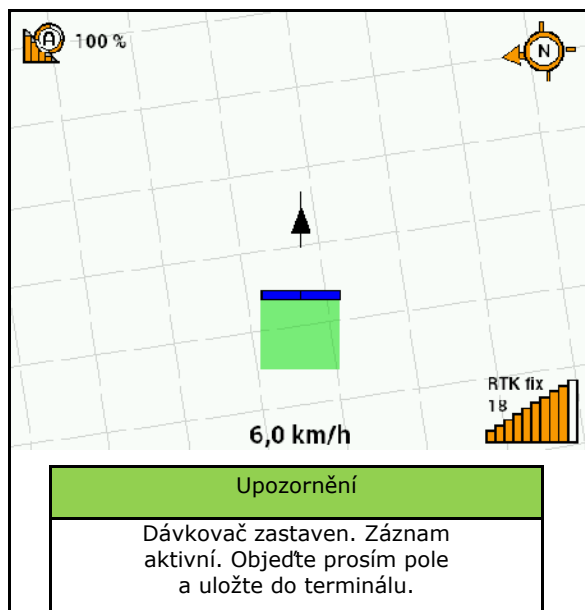 A 100 %
N
RTK fix
18
6,0 km/h
Upozornění
Dávkovač zastaven. Záznam
aktivní. Objeďte prosím pole
a uložte do terminálu.